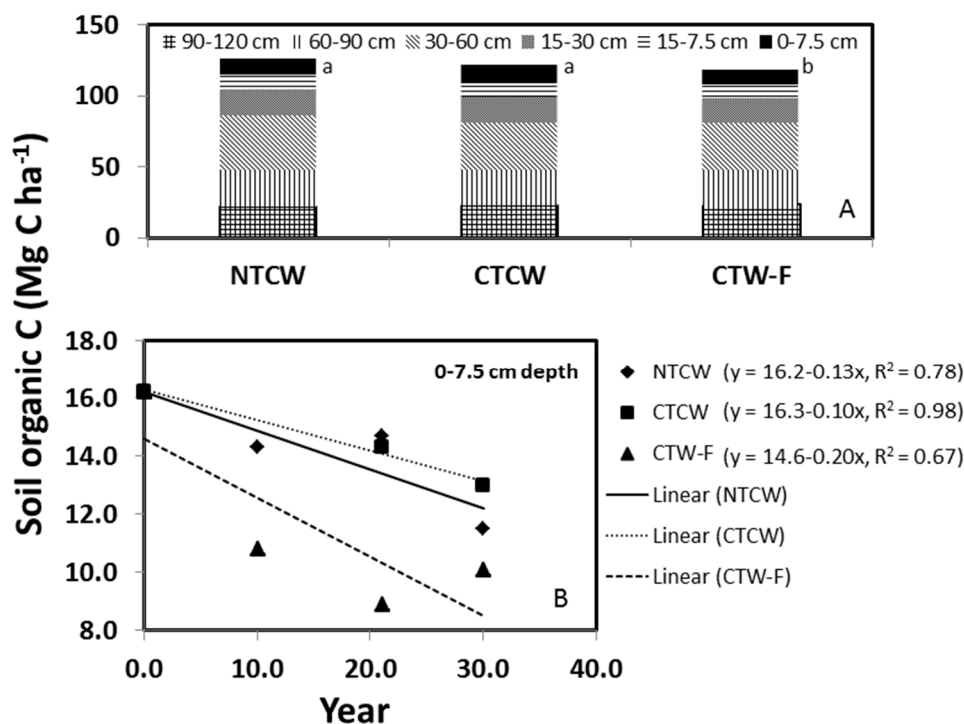 Soil organic C (Mg C ha⁻¹)
150
100
50
0
90-120 cm 60-90 cm 30-60 cm 15-30 cm 15-7.5 cm 0-7.5 cm
a
a
b
A
NTCW CTCW CTW-F
18.0
16.0
14.0
12.0
10.0
8.0
0-7.5 cm depth
B
0.0 10.0 20.0 30.0 40.0
Year
NTCW (y = 16.2-0.13x, R² = 0.78)
CTCW (y = 16.3-0.10x, R² = 0.98)
CTW-F (y = 14.6-0.20x, R² = 0.67)
Linear (NTCW)
Linear (CTCW)
Linear (CTW-F)